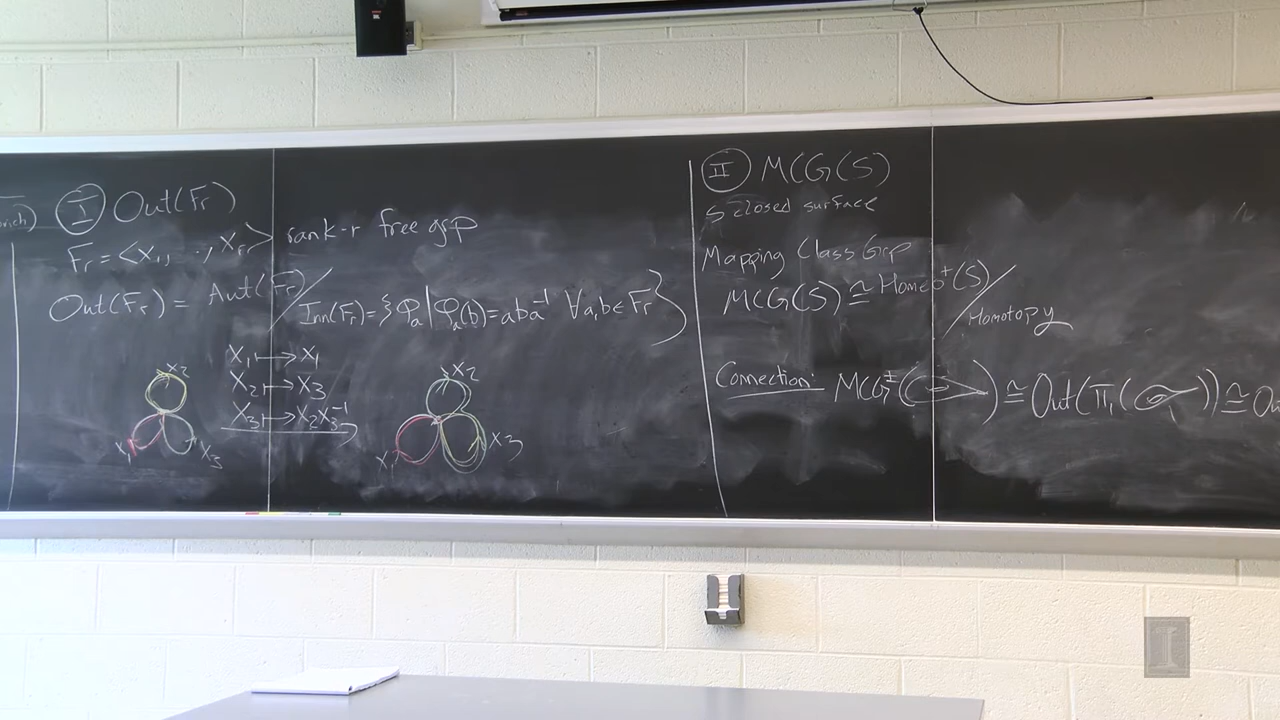 rich)
Ⓘ Out(Fr)
Fr = <X1, .., Xr> rank-r free grp
Out(Fr) = Aut(Fr) / Inn(Fr) = {φa | φa(b) = aba⁻¹ ∀a,b ∈ Fr}
X1 ↦ X1
X2 ↦ X3
X3 ↦ X2X3⁻¹
X2
X1
X3
X2
X1
X3
Ⅱ MCG(S)
S closed surface
Mapping Class Grp
MCG(S) ≅ Homeo⁺(S) / Homotopy
Connection: MCG±( ) ≅ Out(π1( )) ≅ Ou
I